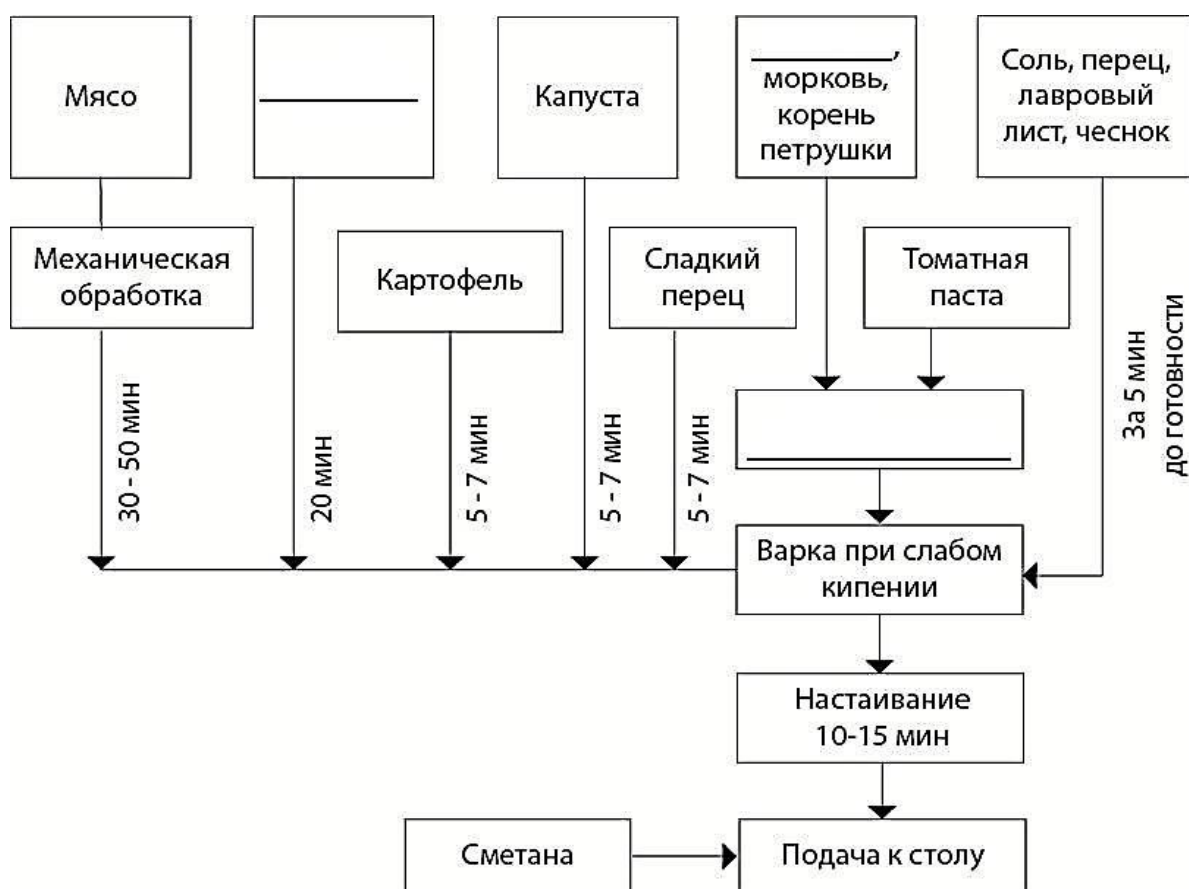 Мясо
Капуста
,
морковь,
корень
петрушки
Соль, перец,
лавровый
лист, чеснок
Механическая
обработка
Картофель
Сладкий
перец
Томатная
паста
30 - 50 мин
20 мин
5 - 7 мин
5 - 7 мин
5 - 7 мин
За 5 мин
до готовности
Варка при слабом
кипении
Настаивание
10-15 мин
Сметана
Подача к столу